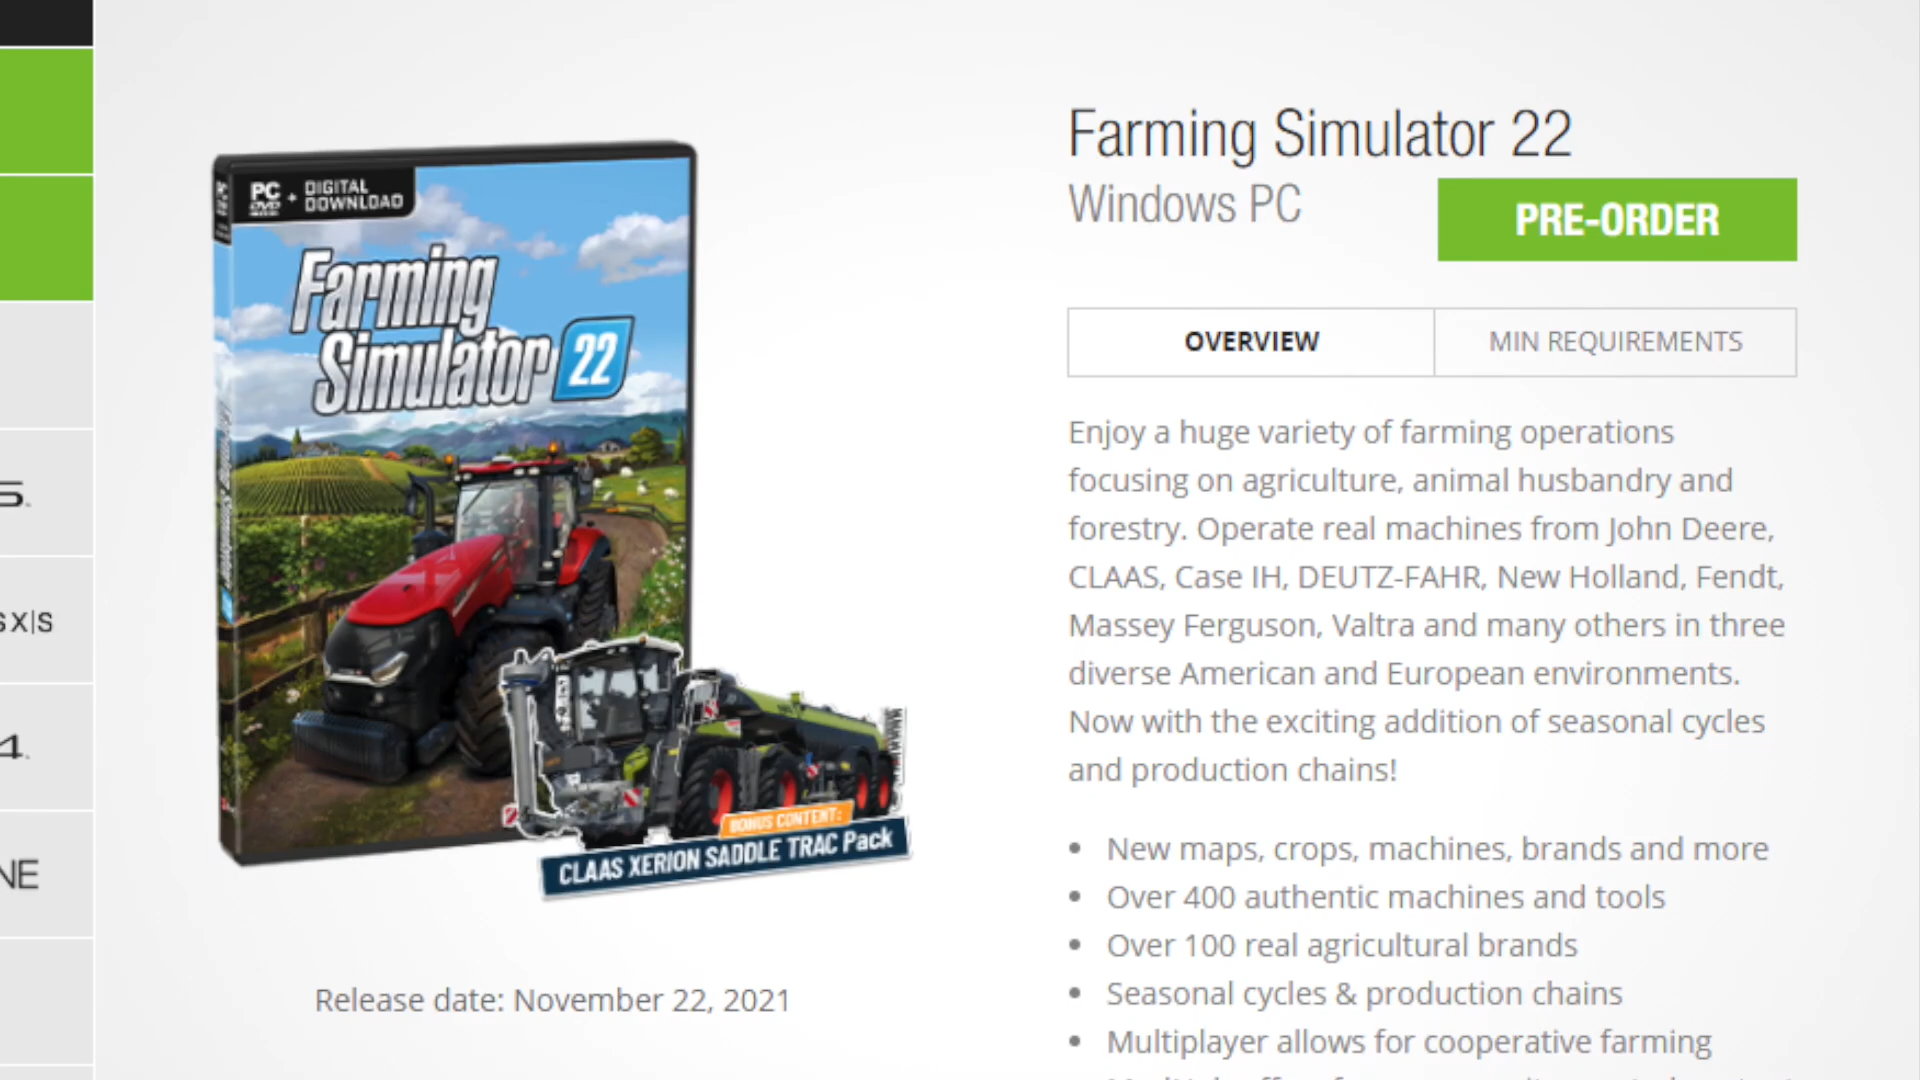 Farming Simulator 22
Windows PC
PRE-ORDER
OVERVIEW
MIN REQUIREMENTS
Enjoy a huge variety of farming operations
focusing on agriculture, animal husbandry and
forestry. Operate real machines from John Deere,
CLAAS, Case IH, DEUTZ-FAHR, New Holland, Fendt,
Massey Ferguson, Valtra and many others in three
diverse American and European environments.
Now with the exciting addition of seasonal cycles
and production chains!
• New maps, crops, machines, brands and more
• Over 400 authentic machines and tools
• Over 100 real agricultural brands
• Seasonal cycles & production chains
• Multiplayer allows for cooperative farming
PC DVD + DIGITAL
DOWNLOAD
Farming
Simulator 22
BONUS CONTENT:
CLAAS XERION SADDLE TRAC Pack
Release date: November 22, 2021
5
X|S
4
NE